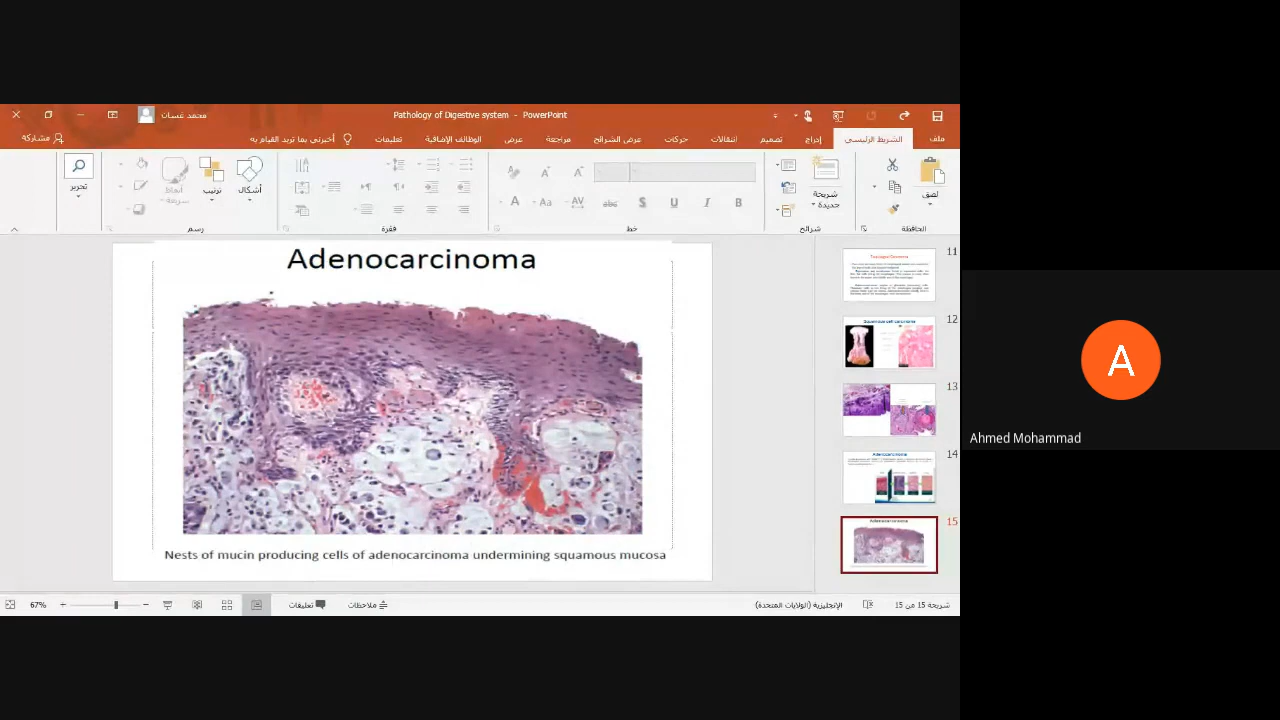 محمد غسان
Pathology of Digestive system - PowerPoint
ملف
الشريط الرئيسي
إدراج
تصميم
انتقالات
حركات
عرض الشرائح
مراجعة
عرض
الوظائف الإضافية
تعليمات
أخبرني بما تريد القيام به
مشاركة
لصق
شريحة جديدة
أشكال
ترتيب
أنماط سريعة
تحرير
الحافظة
شرائح
خط
فقرة
رسم
Adenocarcinoma
Nests of mucin producing cells of adenocarcinoma undermining squamous mucosa
11
12
Squamous cell carcinoma
13
14
Adenocarcinoma
15
Adenocarcinoma
Ahmed Mohammad
A
شريحة 15 من 15
الإنجليزية (الولايات المتحدة)
ملاحظات
تعليقات
67%